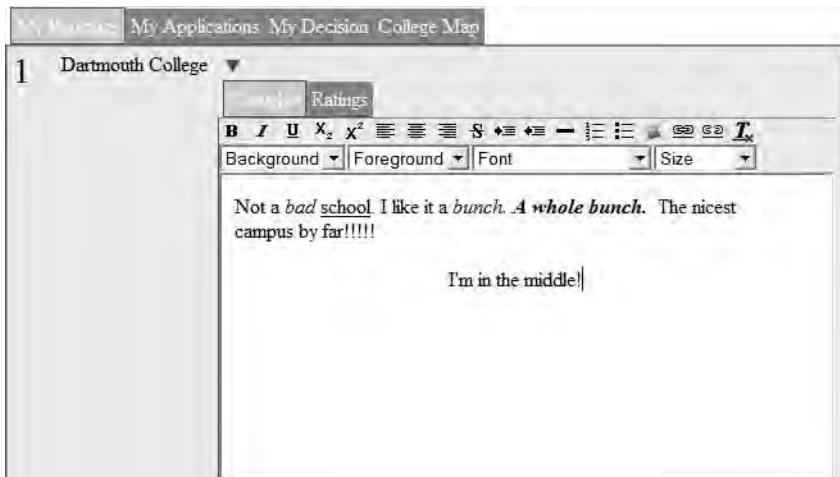 My Applications My Decision College Map
1 Dartmouth College
Ratings
B I U X₂ X² S T
Background Foreground Font Size
Not a bad school. I like it a bunch. A whole bunch. The nicest
campus by far!!!!!
I'm in the middle!